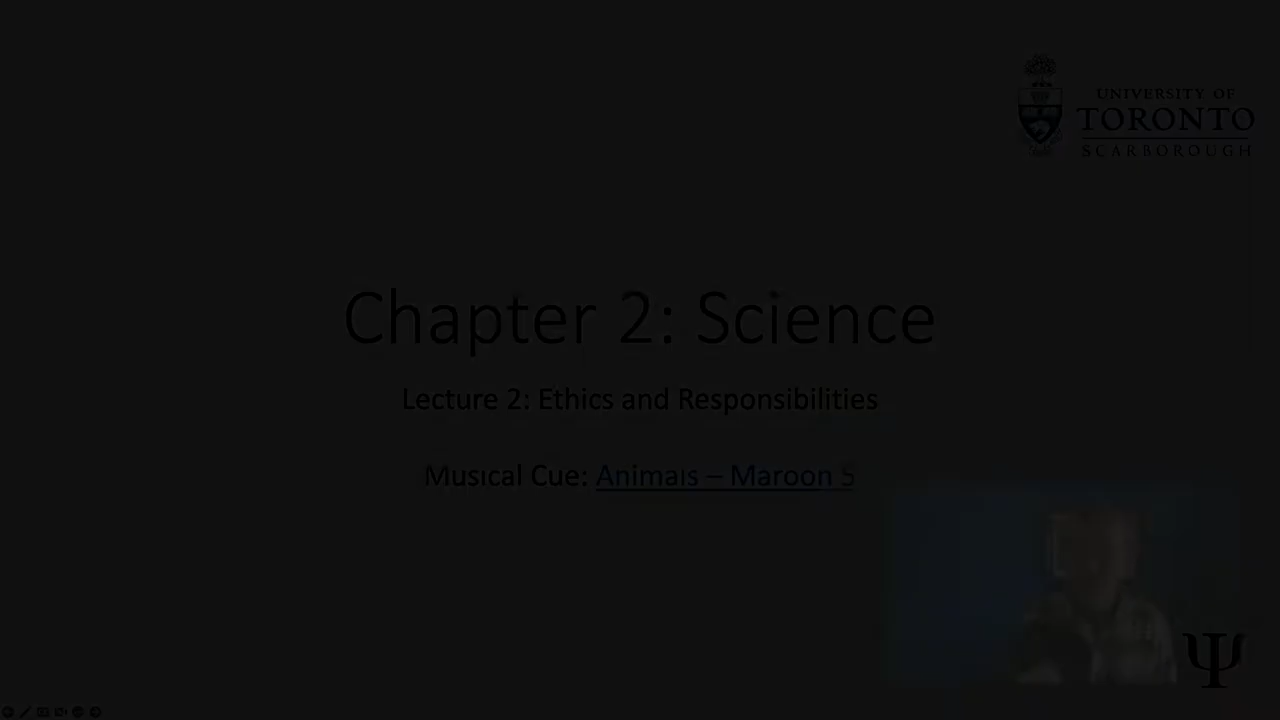 UNIVERSITY OF
TORONTO
SCARBOROUGH
Chapter 2: Science
Lecture 2: Ethics and Responsibilities
Musical Cue: Animals – Maroon 5
Ψ